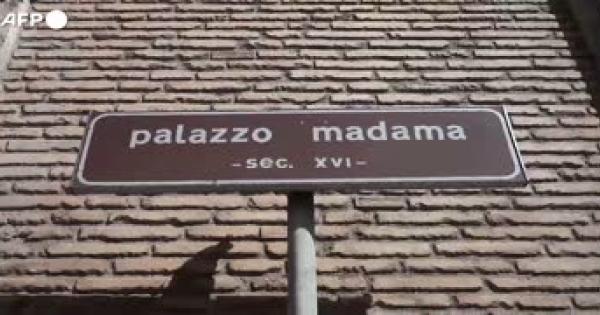 AFP
palazzo madama
-sec. XVI-